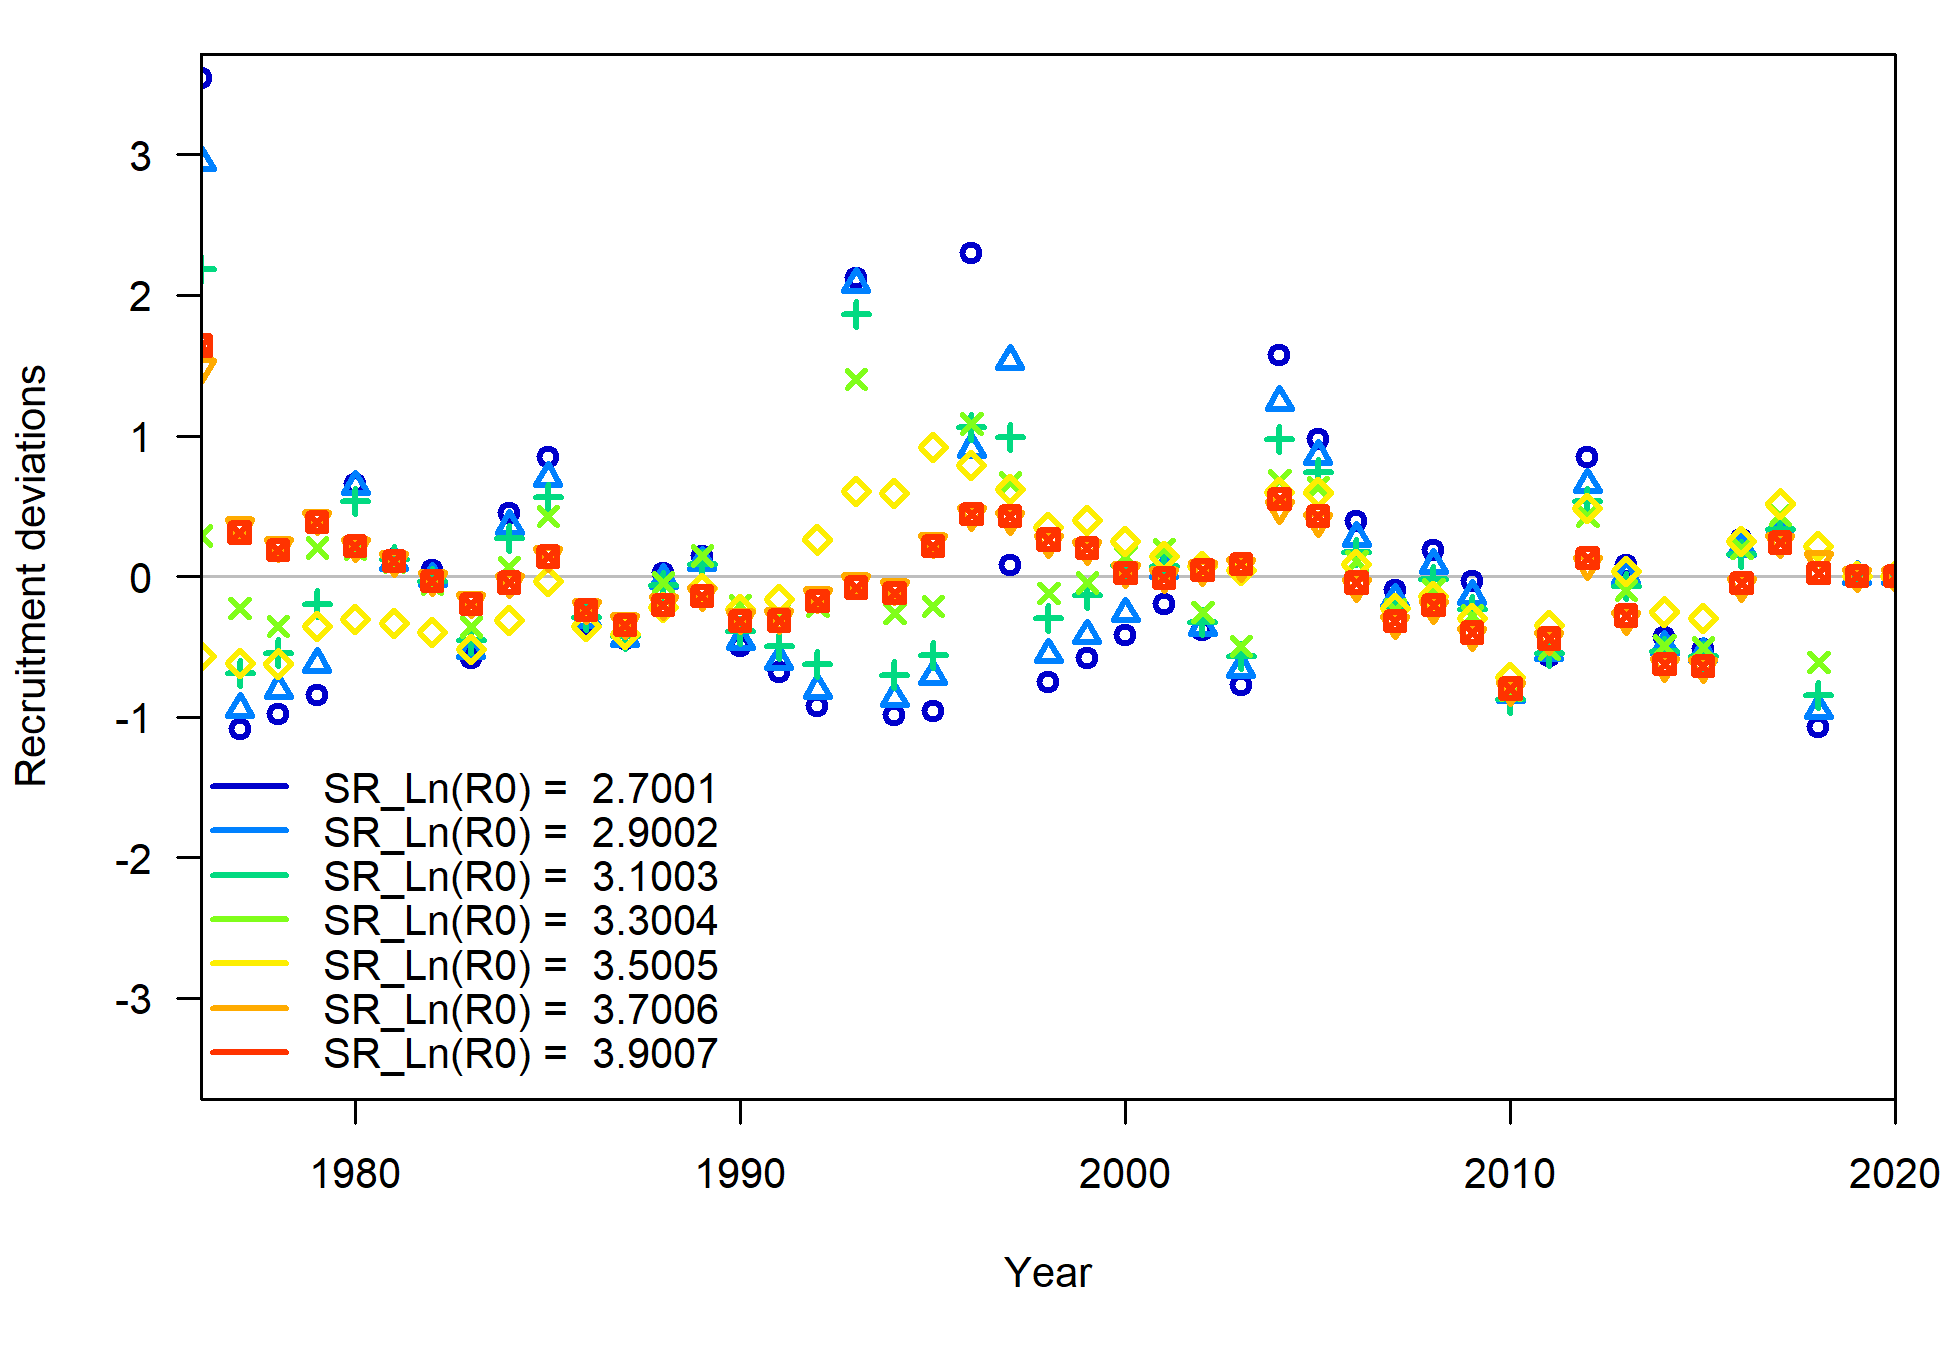 Recruitment deviations
3
2
1
0
-1
-2
-3
SR_Ln(R0) = 2.7001
SR_Ln(R0) = 2.9002
SR_Ln(R0) = 3.1003
SR_Ln(R0) = 3.3004
SR_Ln(R0) = 3.5005
SR_Ln(R0) = 3.7006
SR_Ln(R0) = 3.9007
1980 1990 2000 2010 2020
Year